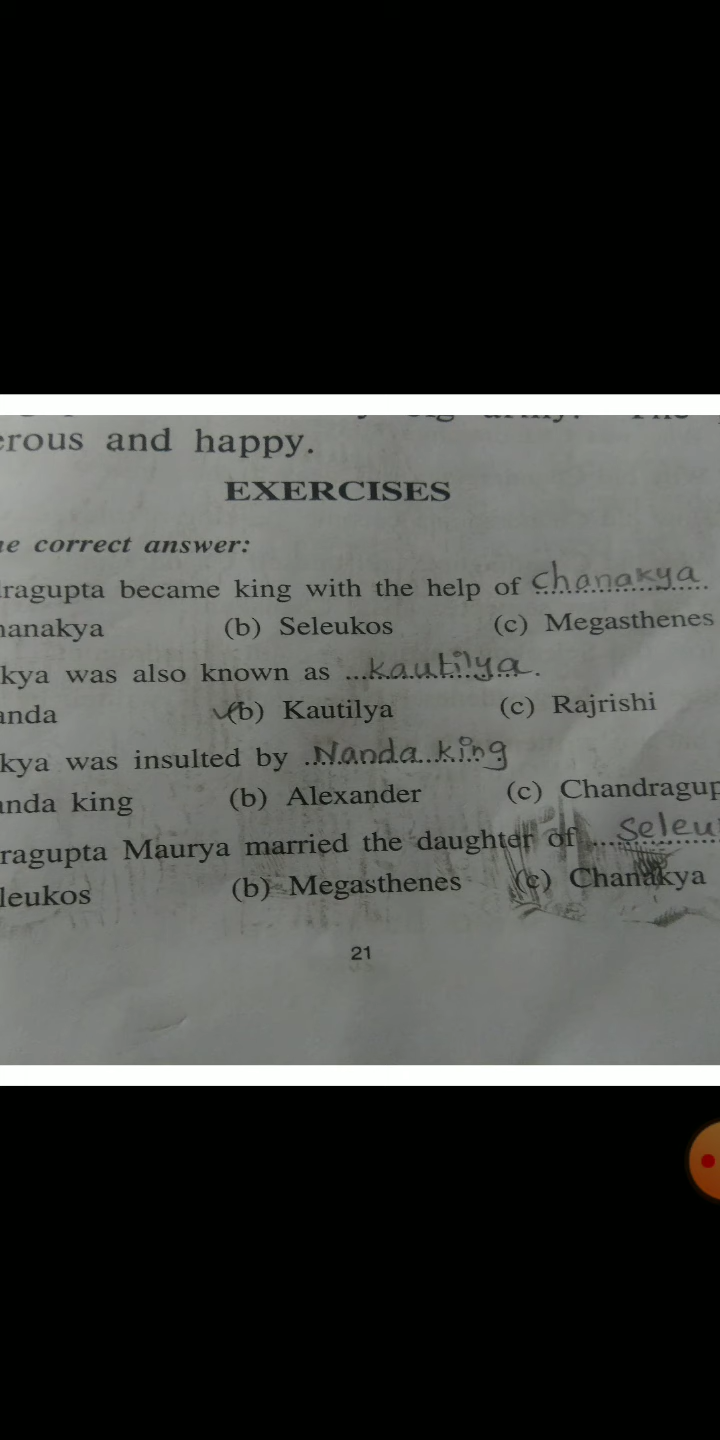 erous and happy.
EXERCISES
correct answer:
ragupta became king with the help of chanakya.
hanakya (b) Seleukos (c) Megasthenes
kya was also known as ...kautilya.
anda (b) Kautilya (c) Rajrishi
kya was insulted by .Nanda king
nda king (b) Alexander (c) Chandragup
ragupta Maurya married the daughter of ...Seleu
leukos (b) Megasthenes (c) Chanakya
21